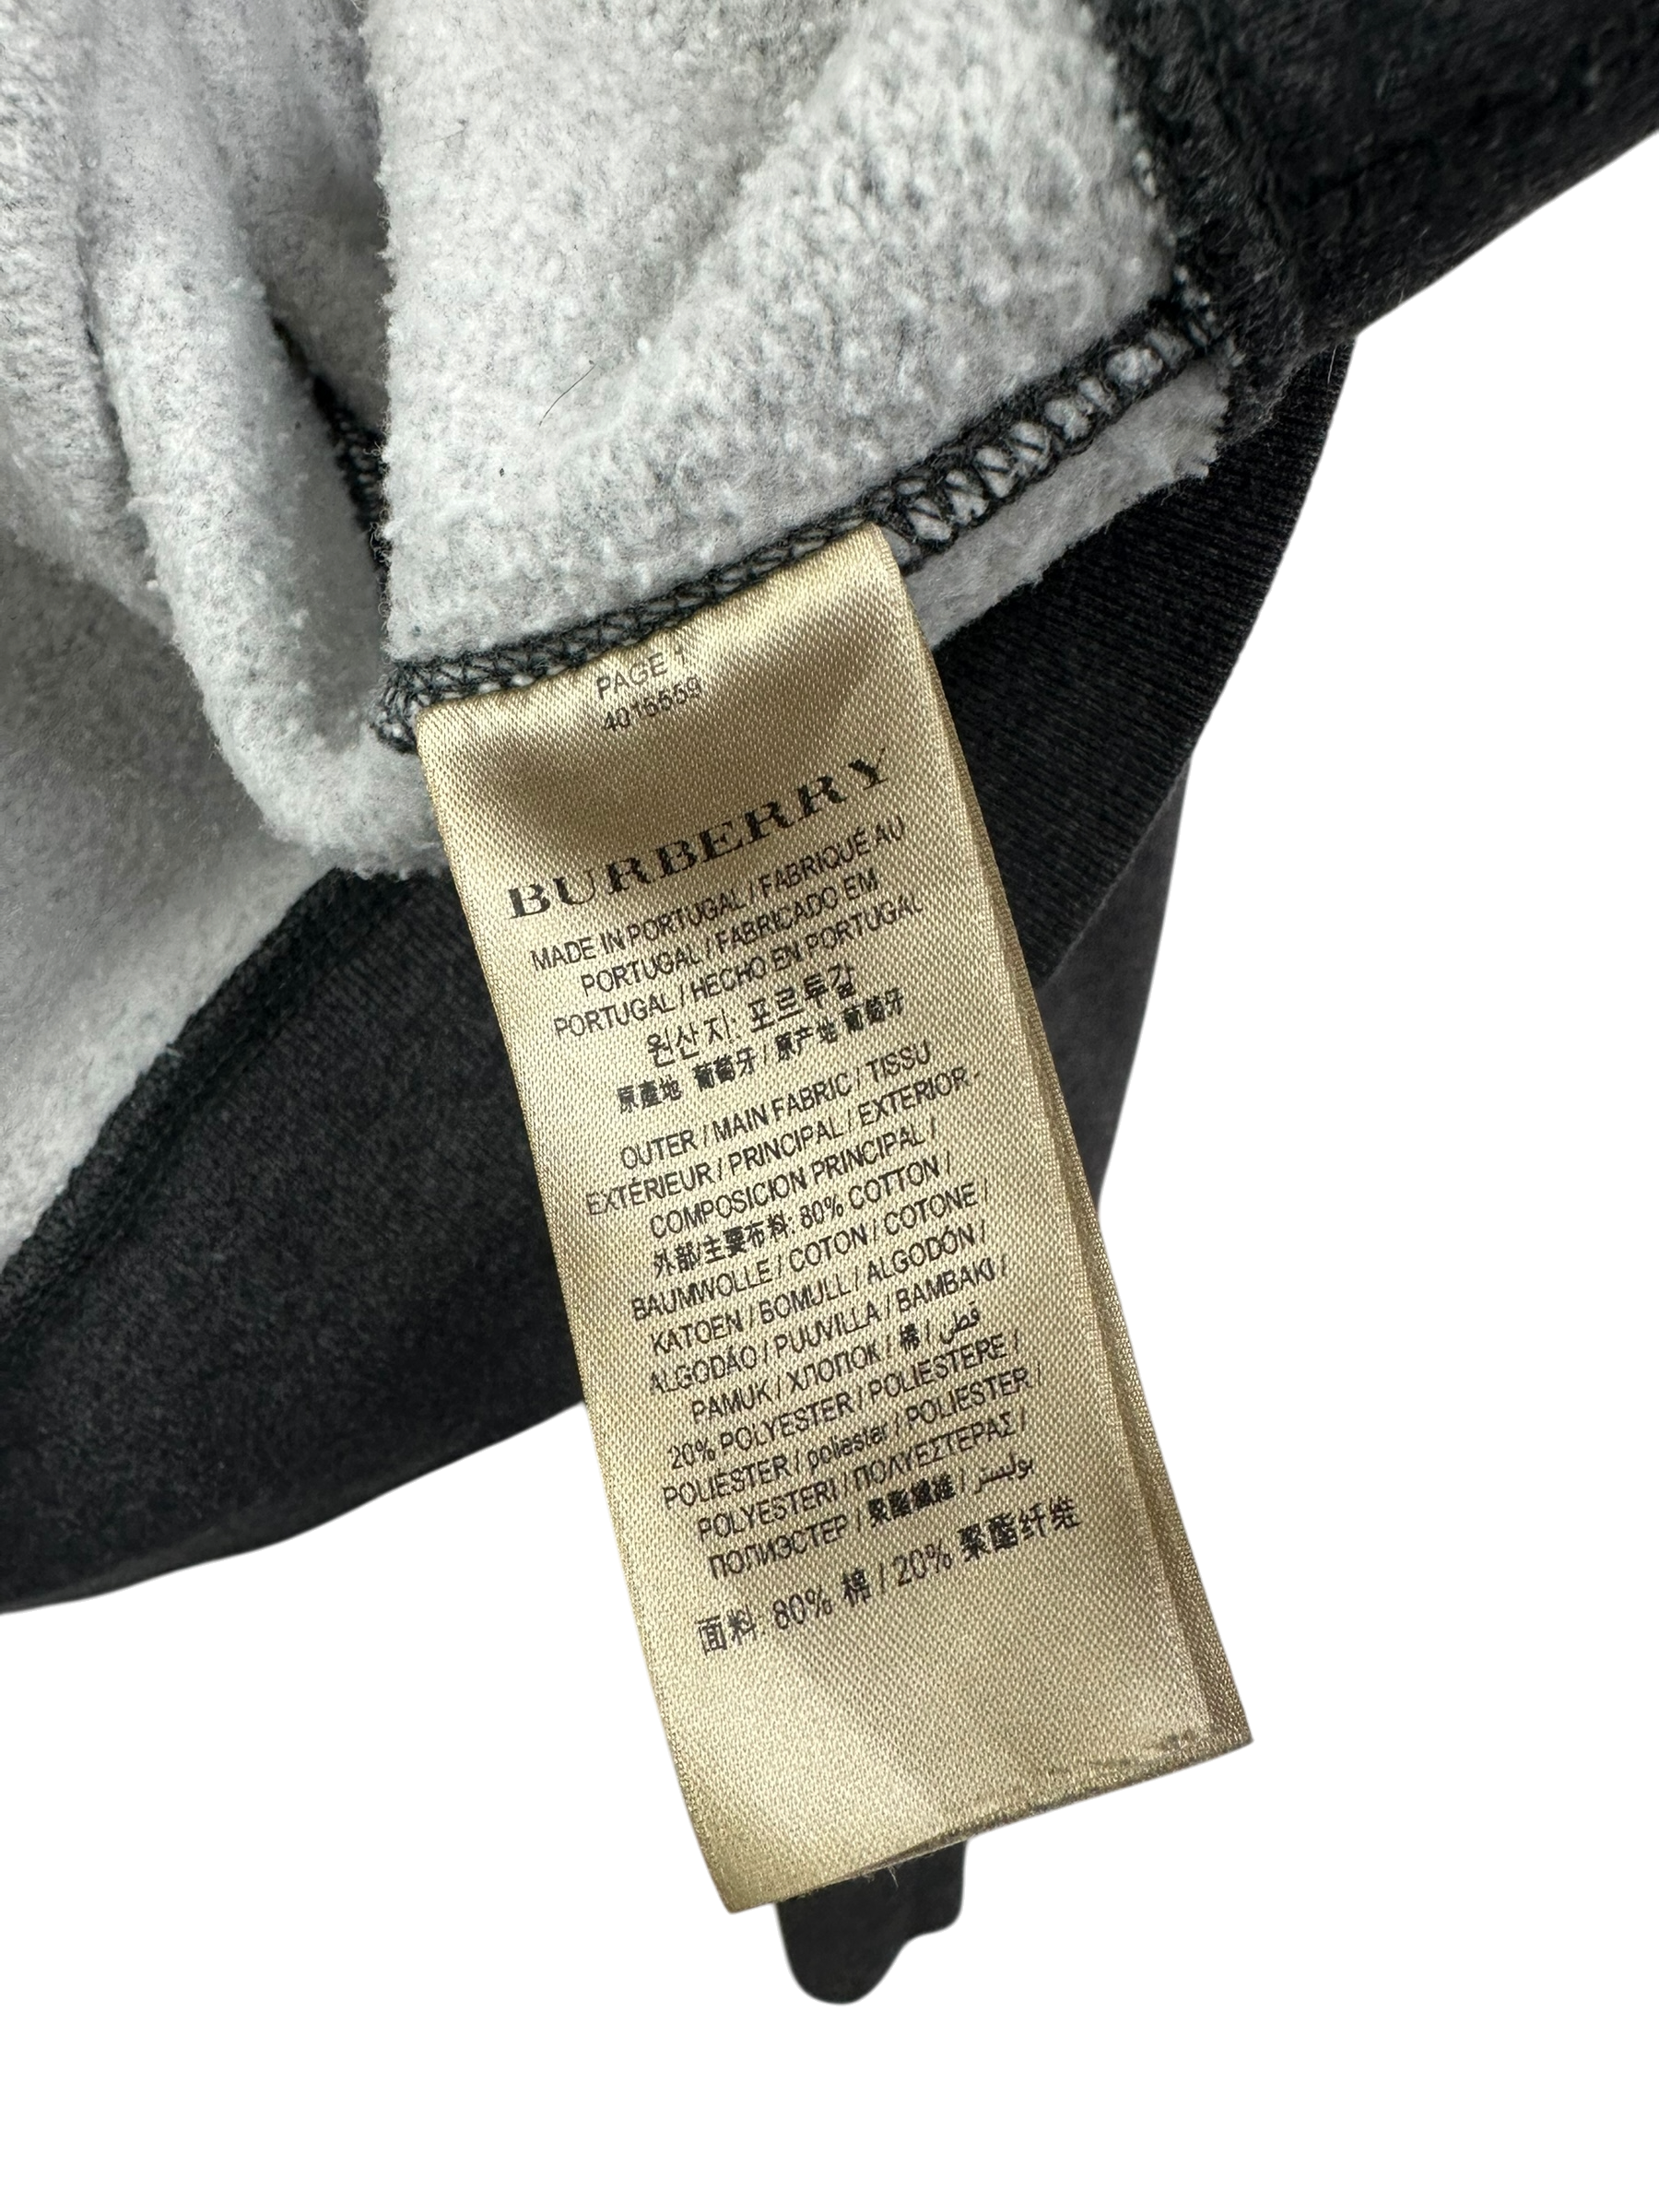 PAGE 1
4015559
BURBERRY
MADE IN PORTUGAL / FABRIQUÉ AU
PORTUGAL / FABRICADO EM
PORTUGAL / HECHO EN PORTUGAL
원산지: 포르투갈
原產地 葡萄牙 / 原产地 葡萄牙
OUTER / MAIN FABRIC / TISSU
EXTÉRIEUR / PRINCIPAL / EXTERIOR -
COMPOSICION PRINCIPAL /
外部/主要布料: 80% COTTON /
BAUMWOLLE / COTON / COTONE /
KATOEN / BOMULL / ALGODÓN /
ALGODÃO / PUUVILLA / BAMBAKI /
PAMUK / ХЛОПОК / 棉 / قطن
20% POLYESTER / POLIESTERE /
POLIESTER / poliestar / POLIESTER /
POLYESTERI / ΠΟΛΥΕΣΤΕΡΑΣ /
ПОЛИЭСТЕР / 聚酯纖維 / بوليستر
面料: 80% 棉 / 20% 聚酯纤维